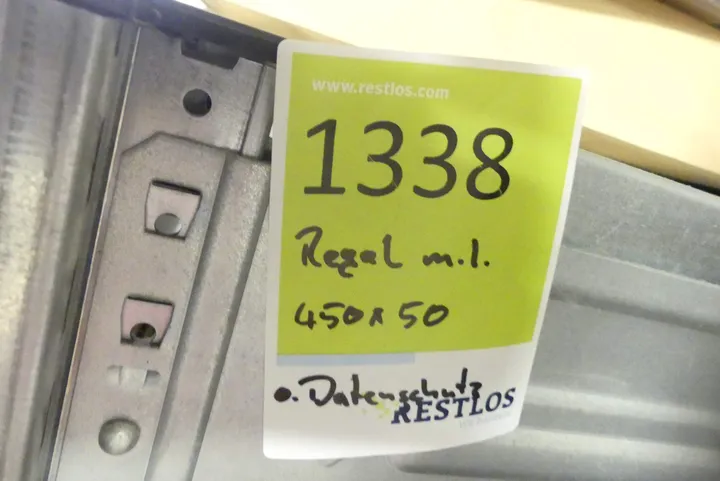 www.restlos.com
1338
Regal m.l.
450x50
o. Datenschutz
RESTLOS